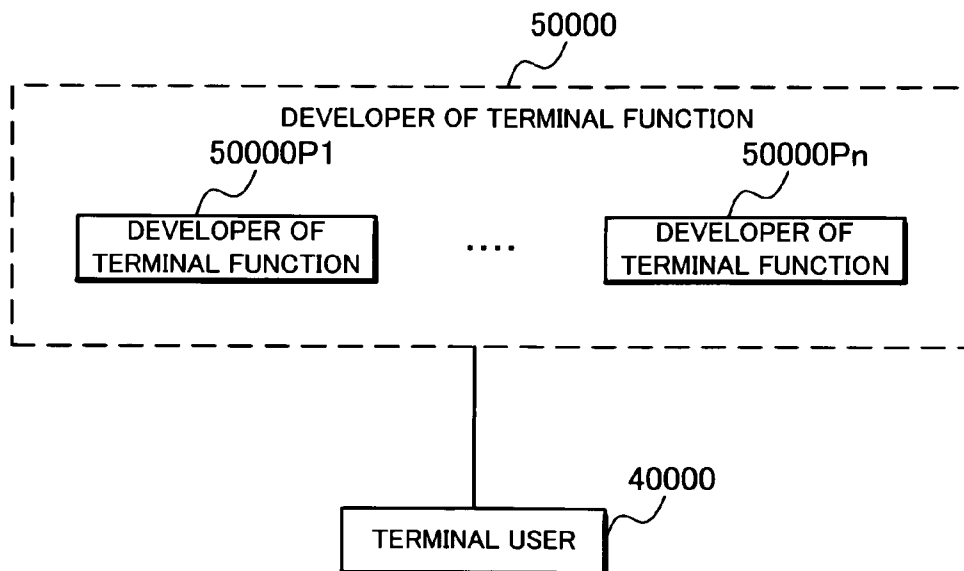 50000
DEVELOPER OF TERMINAL FUNCTION
50000P1
50000Pn
DEVELOPER OF
TERMINAL FUNCTION
....
DEVELOPER OF
TERMINAL FUNCTION
40000
TERMINAL USER